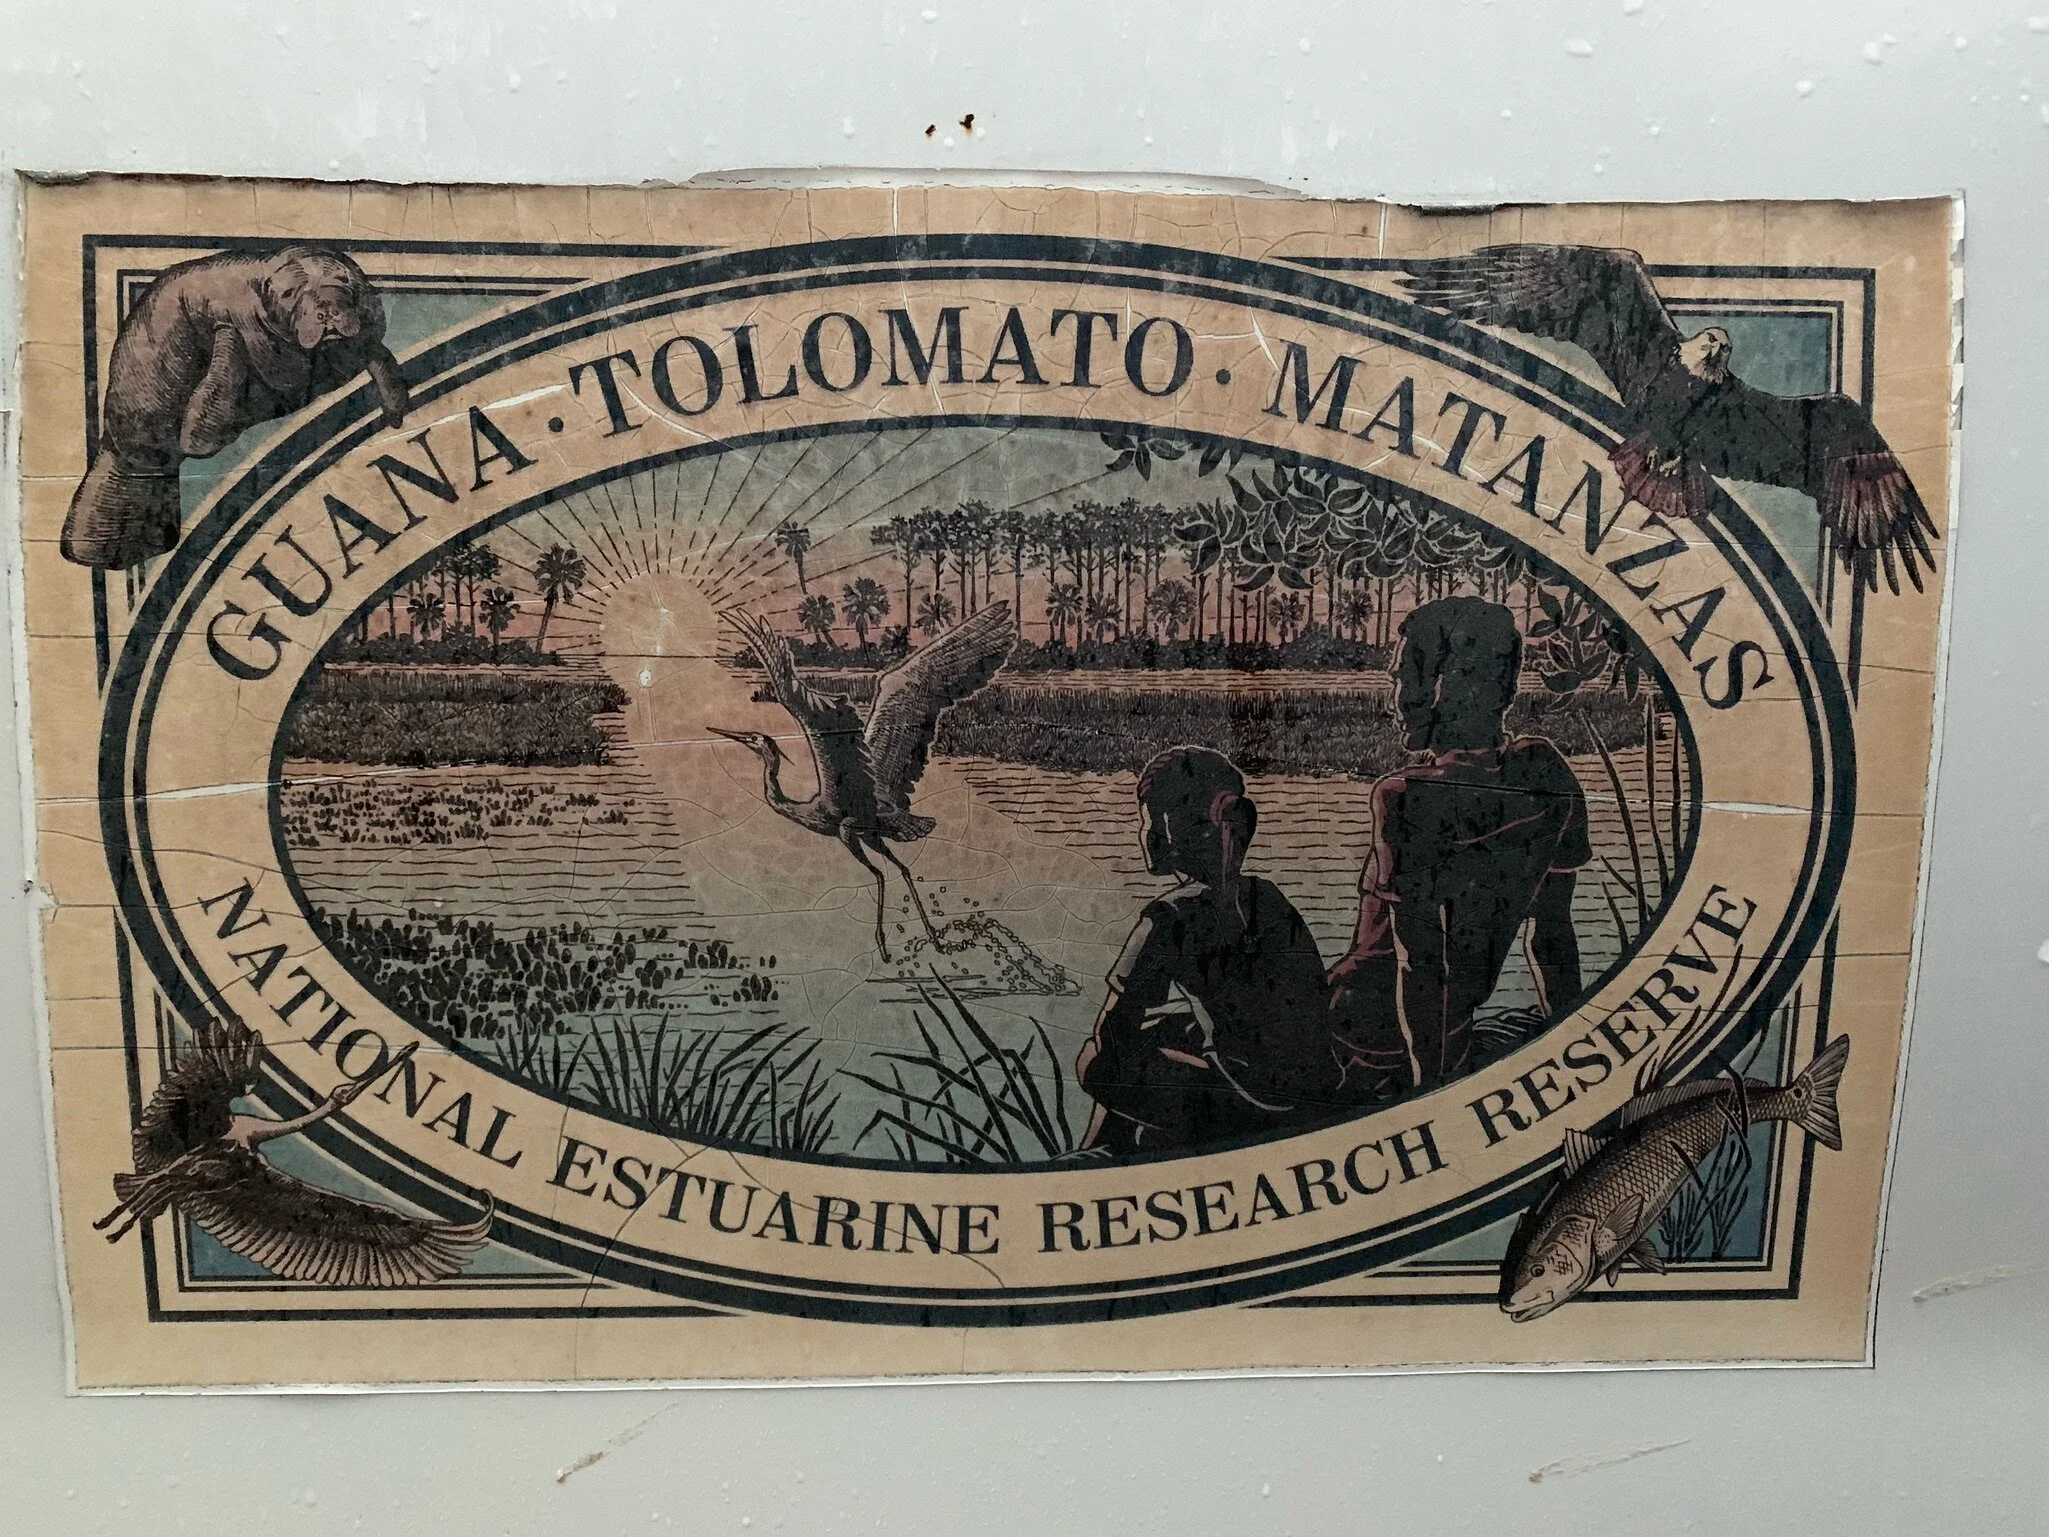 GUANA · TOLOMATO · MATANZAS
NATIONAL ESTUARINE RESEARCH RESERVE